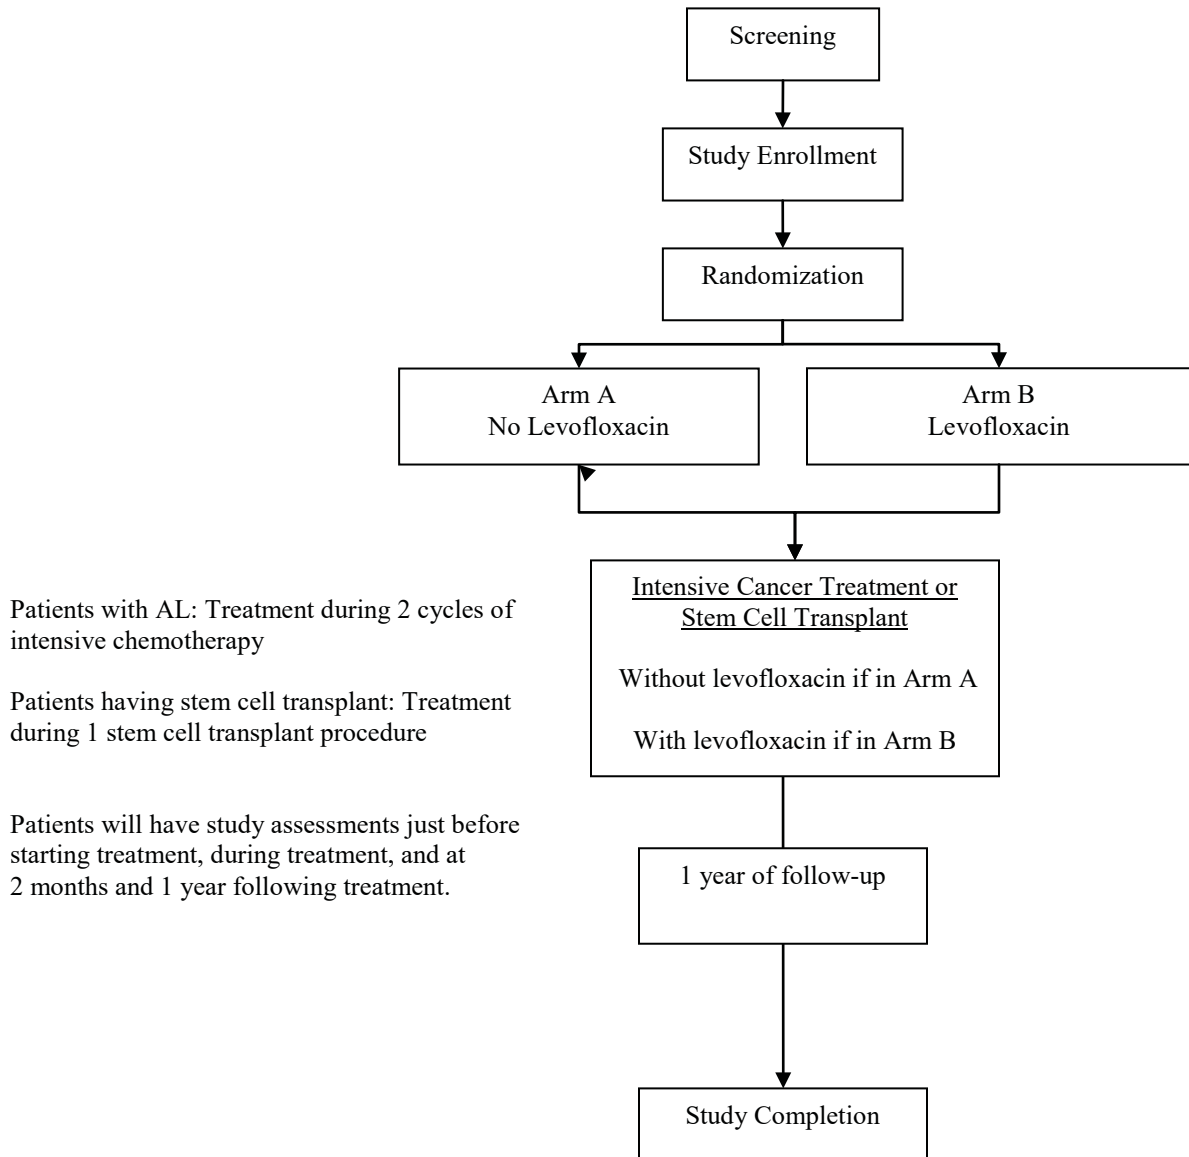 Screening
Study Enrollment
Randomization
Arm A
No Levofloxacin
Arm B
Levofloxacin
Intensive Cancer Treatment or
Stem Cell Transplant
Without levofloxacin if in Arm A
With levofloxacin if in Arm B
Patients with AL: Treatment during 2 cycles of
intensive chemotherapy
Patients having stem cell transplant: Treatment
during 1 stem cell transplant procedure
Patients will have study assessments just before
starting treatment, during treatment, and at
2 months and 1 year following treatment.
1 year of follow-up
Study Completion